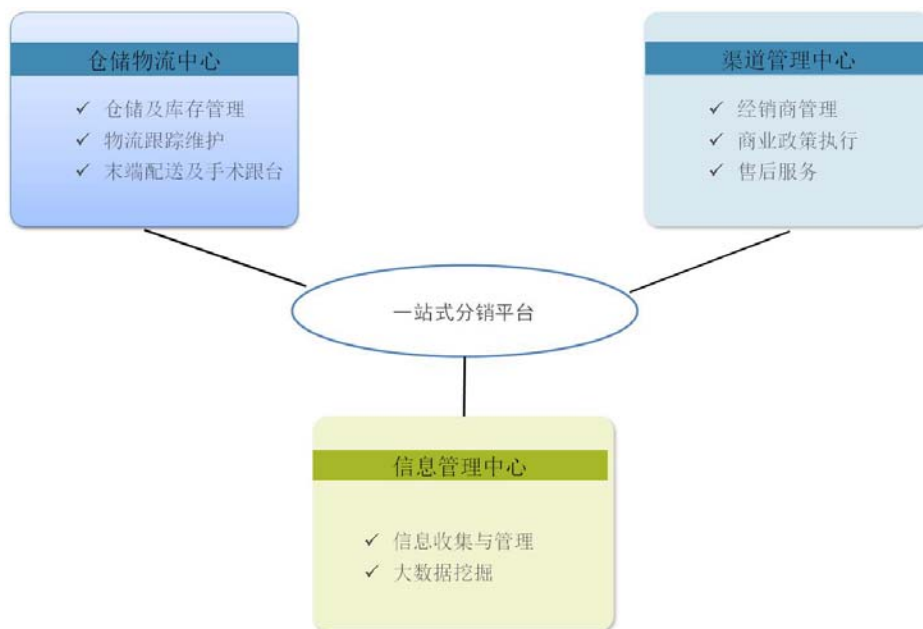 仓储物流中心
仓储及库存管理
物流跟踪维护
末端配送及手术跟台
渠道管理中心
经销商管理
商业政策执行
售后服务
一站式分销平台
信息管理中心
信息收集与管理
大数据挖掘